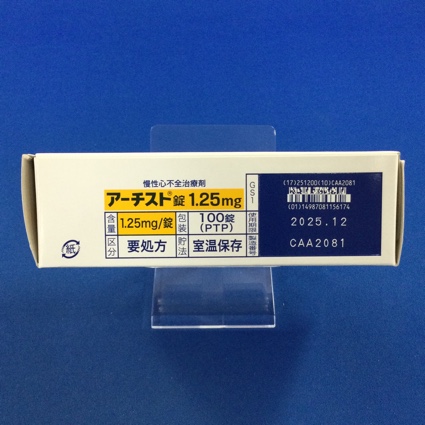 慢性心不全治療剤
アーチスト®錠1.25mg
含量 1.25mg/錠 包装 100錠(PTP)
区分 要処方 貯法 室温保存
GS1
(17)251200(10)CAA2081
(01)14987081156174
使用期限 2025.12
製造番号 CAA2081
紙